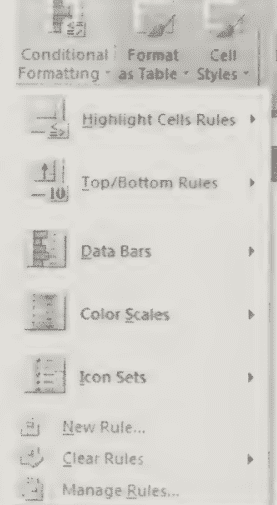 Conditional Format Cell
Formatting as Table Styles
Highlight Cells Rules
Top/Bottom Rules
10
Data Bars
Color Scales
Icon Sets
New Rule...
Clear Rules
Manage Rules...